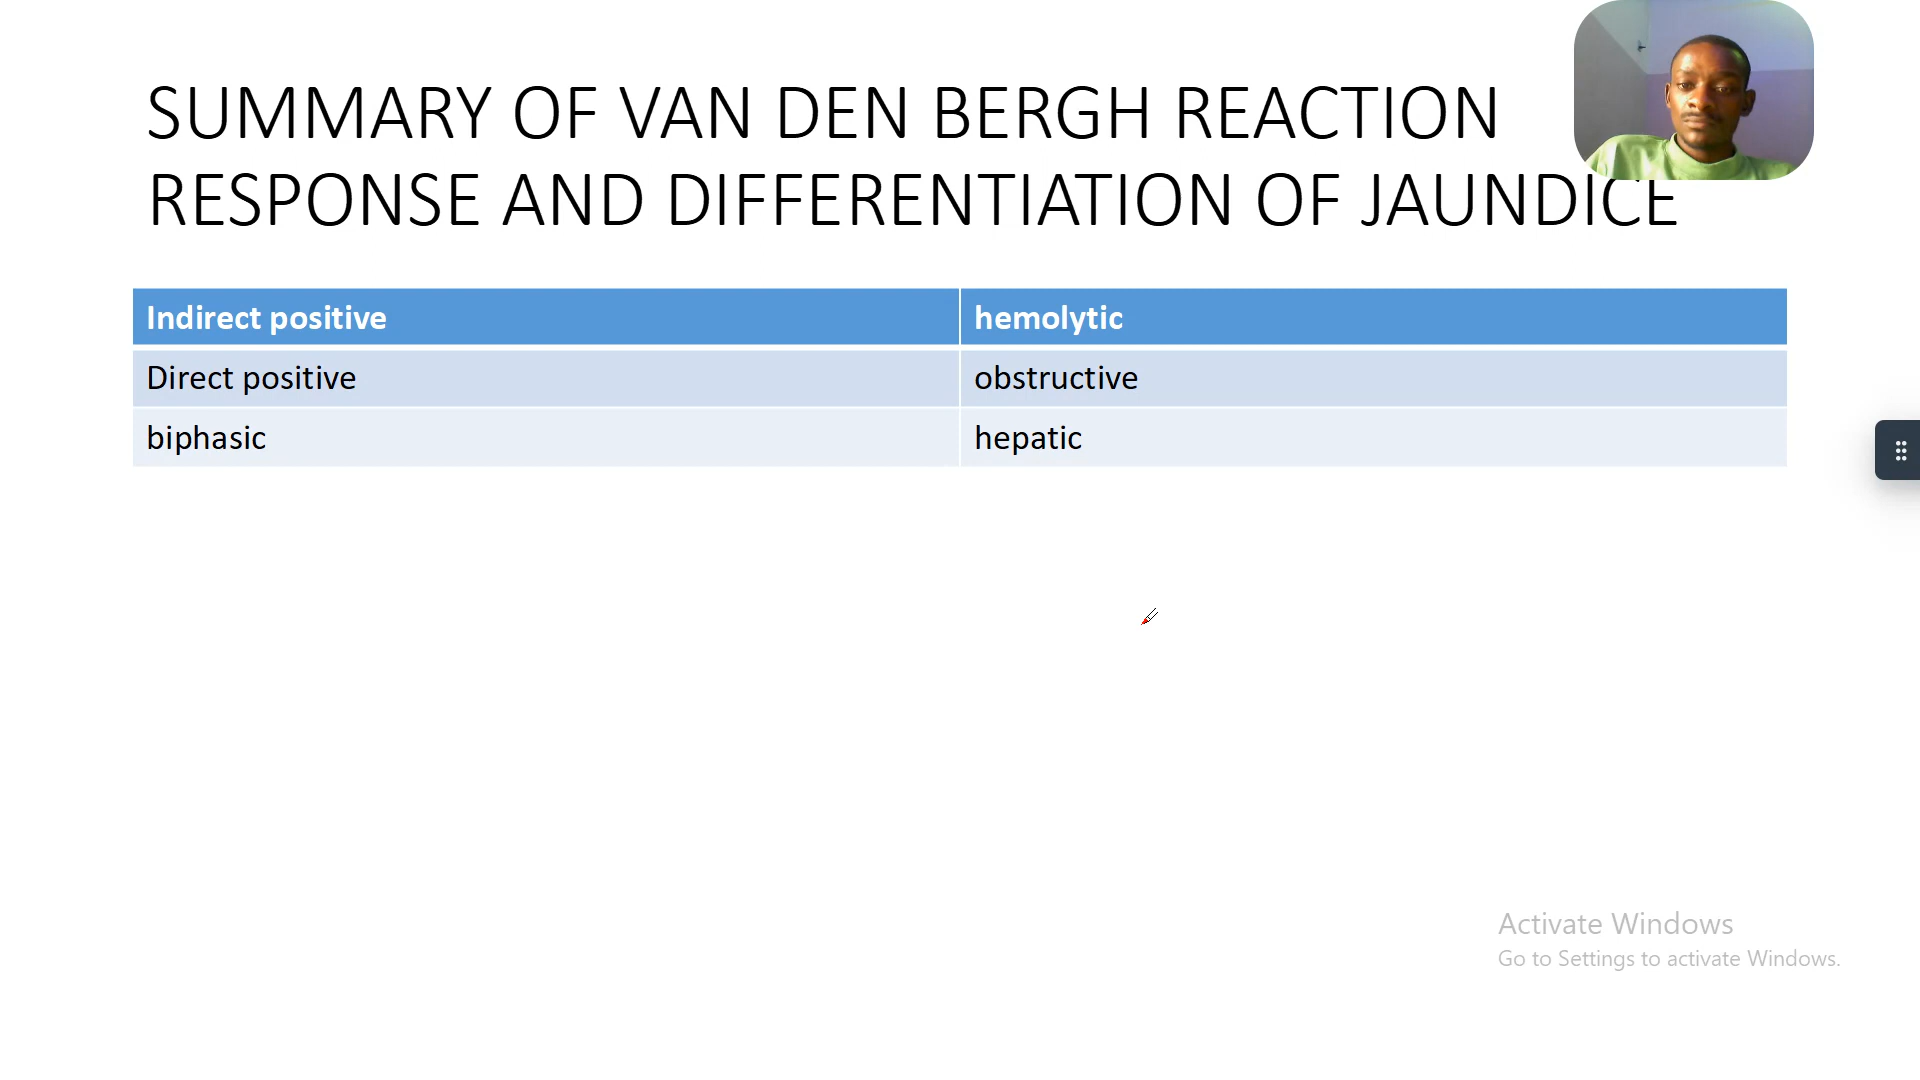 SUMMARY OF VAN DEN BERGH REACTION
RESPONSE AND DIFFERENTIATION OF JAUNDICE
Indirect positive hemolytic
Direct positive obstructive
biphasic hepatic
Activate Windows
Go to Settings to activate Windows.